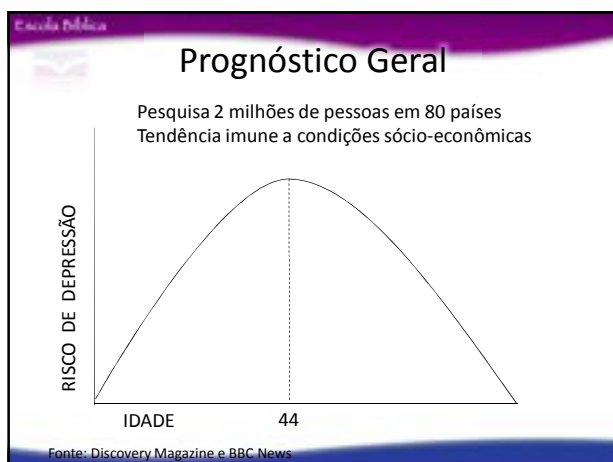 Escola Bíblica
Prognóstico Geral
Pesquisa 2 milhões de pessoas em 80 países
Tendência imune a condições sócio-econômicas
RISCO DE DEPRESSÃO
IDADE
44
Fonte: Discovery Magazine e BBC News